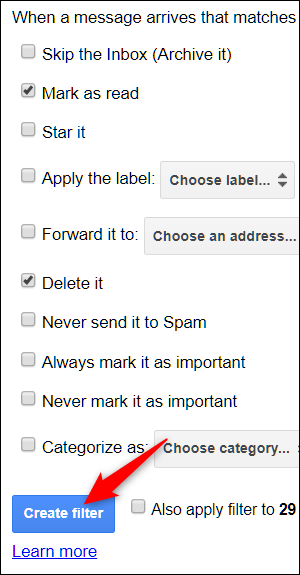 When a message arrives that matches
Skip the Inbox (Archive it)
Mark as read
Star it
Apply the label: Choose label...
Forward it to: Choose an address...
Delete it
Never send it to Spam
Always mark it as important
Never mark it as important
Categorize as: Choose category...
Create filter Also apply filter to 29
Learn more